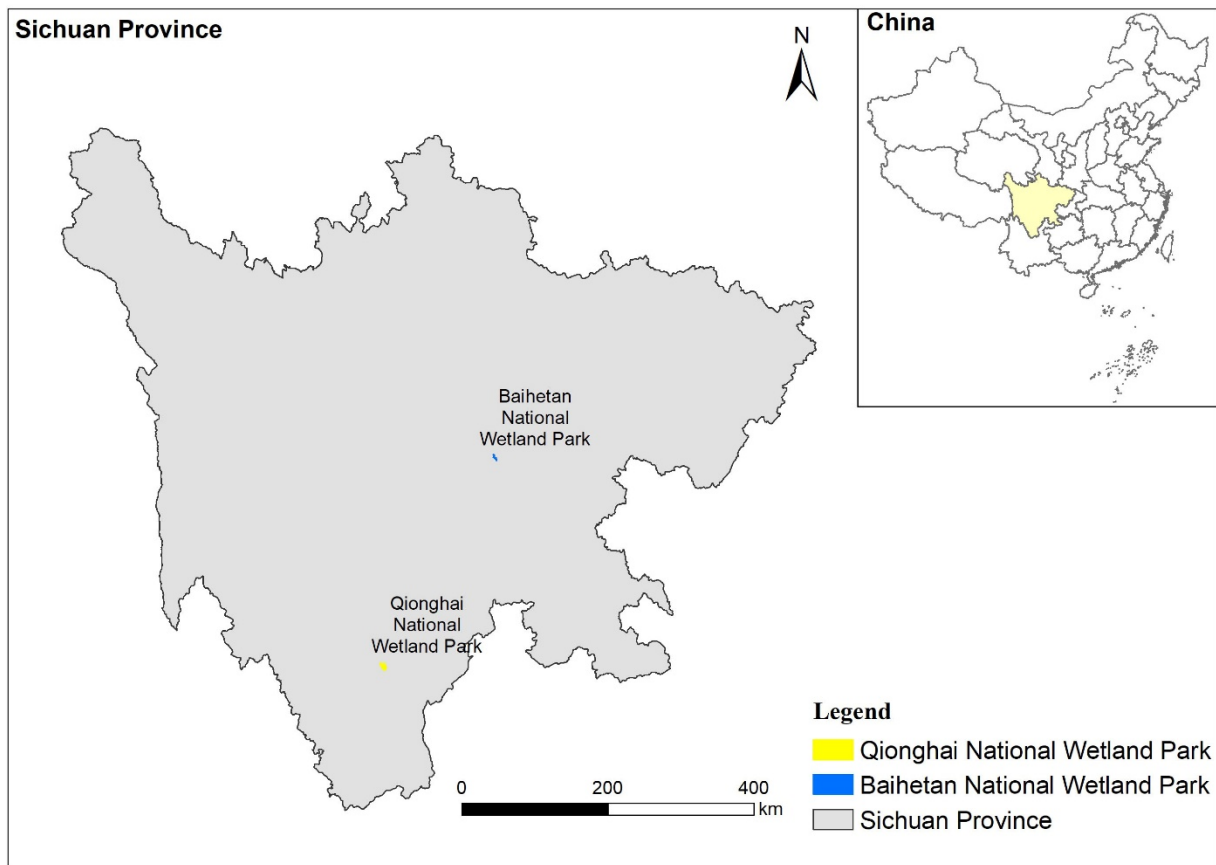 Sichuan Province
N
China
Baihetan
National
Wetland Park
Qionghai
National
Wetland Park
Legend
Qionghai National Wetland Park
Baihetan National Wetland Park
Sichuan Province
0 200 400
km